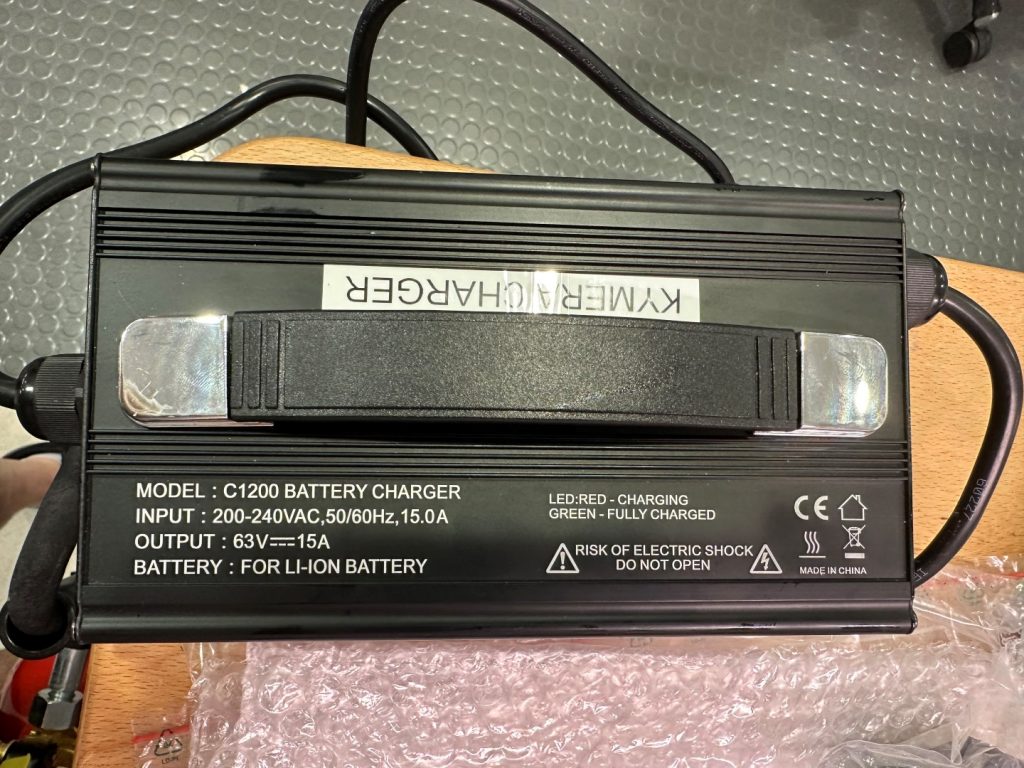 KYMERA CHARGER
MODEL : C1200 BATTERY CHARGER
INPUT : 200-240VAC,50/60Hz,15.0A
OUTPUT : 63V⎓15A
BATTERY : FOR LI-ION BATTERY
LED:RED - CHARGING
GREEN - FULLY CHARGED
RISK OF ELECTRIC SHOCK
DO NOT OPEN
CE
MADE IN CHINA
60227